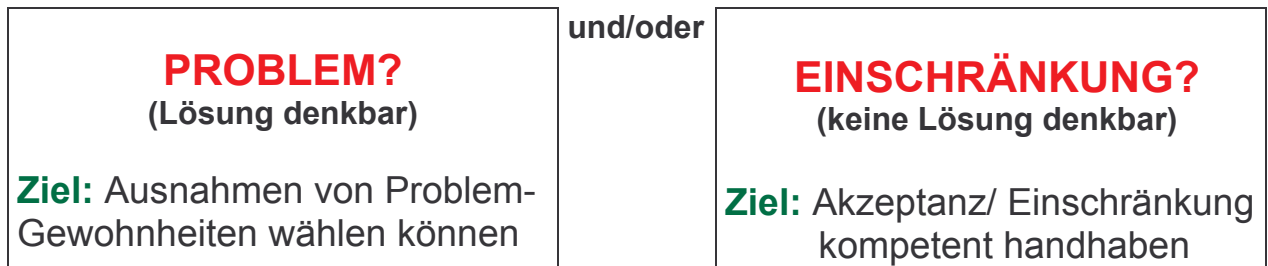 PROBLEM?
(Lösung denkbar)
Ziel: Ausnahmen von Problem-
Gewohnheiten wählen können
und/oder
EINSCHRÄNKUNG?
(keine Lösung denkbar)
Ziel: Akzeptanz/ Einschränkung
kompetent handhaben